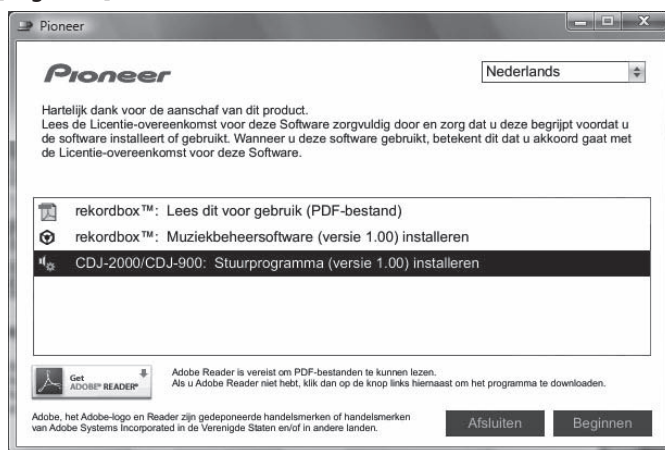 Pioneer
Pioneer
Nederlands
Hartelijk dank voor de aanschaf van dit product.
Lees de Licentie-overeenkomst voor deze Software zorgvuldig door en zorg dat u deze begrijpt voordat u
de software installeert of gebruikt. Wanneer u deze software gebruikt, betekent dit dat u akkoord gaat met
de Licentie-overeenkomst voor deze Software.
rekordbox™: Lees dit voor gebruik (PDF-bestand)
rekordbox™: Muziekbeheersoftware (versie 1.00) installeren
CDJ-2000/CDJ-900: Stuurprogramma (versie 1.00) installeren
Get
ADOBE® READER®
Adobe Reader is vereist om PDF-bestanden te kunnen lezen.
Als u Adobe Reader niet hebt, klik dan op de knop links hiernaast om het programma te downloaden.
Adobe, het Adobe-logo en Reader zijn gedeponeerde handelsmerken of handelsmerken
van Adobe Systems Incorporated in de Verenigde Staten en/of in andere landen.
Afsluiten
Beginnen